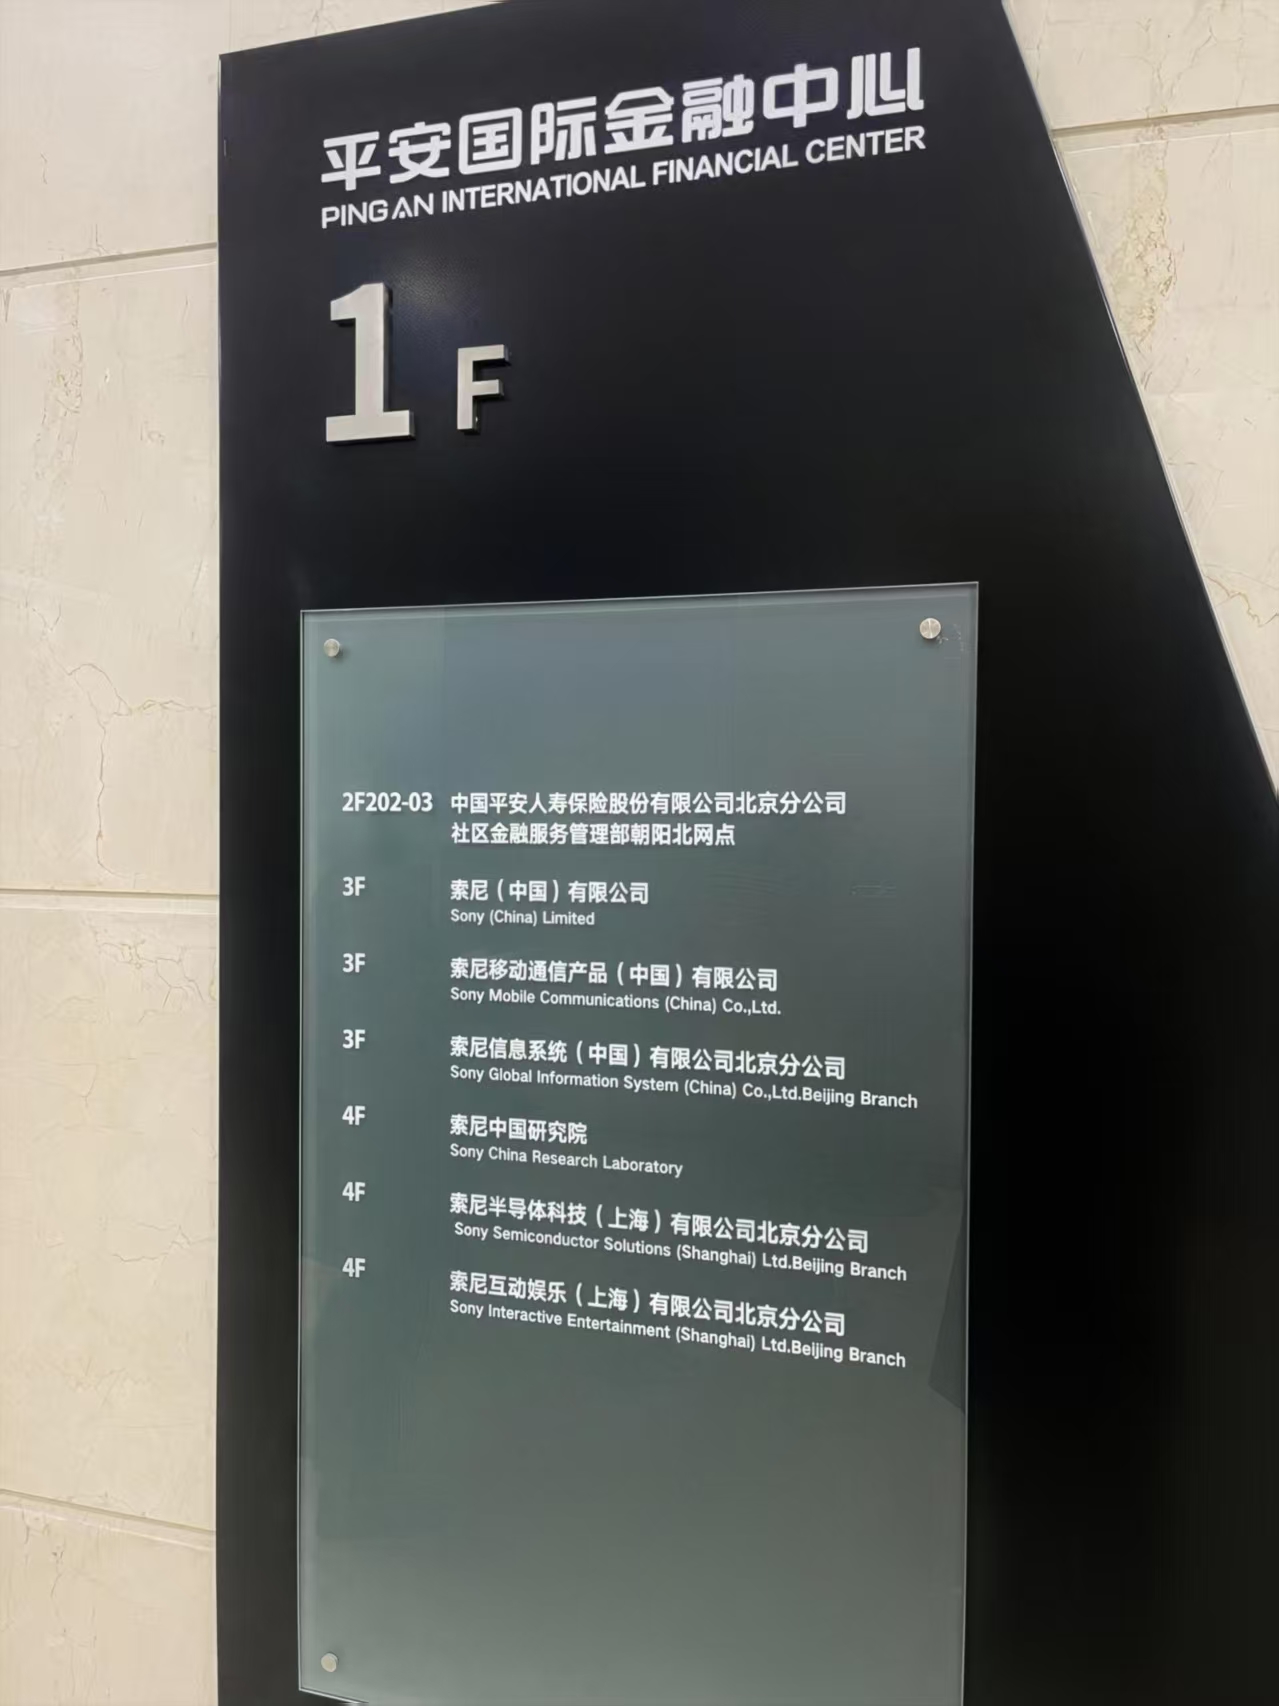 平安国际金融中心
PING AN INTERNATIONAL FINANCIAL CENTER
1F
2F202-03 中国平安人寿保险股份有限公司北京分公司
社区金融服务管理部朝阳北网点
3F 索尼（中国）有限公司
Sony (China) Limited
3F 索尼移动通信产品（中国）有限公司
Sony Mobile Communications (China) Co.,Ltd.
3F 索尼信息系统（中国）有限公司北京分公司
Sony Global Information System (China) Co.,Ltd.Beijing Branch
4F 索尼中国研究院
Sony China Research Laboratory
4F 索尼半导体科技（上海）有限公司北京分公司
Sony Semiconductor Solutions (Shanghai) Ltd.Beijing Branch
4F 索尼互动娱乐（上海）有限公司北京分公司
Sony Interactive Entertainment (Shanghai) Ltd.Beijing Branch